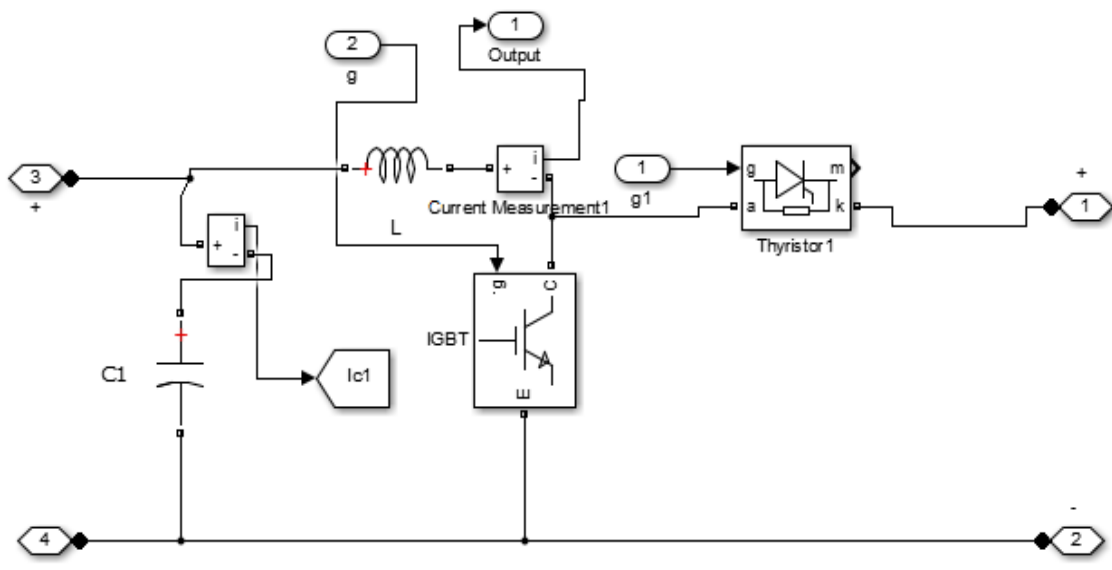 1
2
Output
g
3
+
i
+
-
Current Measurement1
1
g1
g
m
a
k
Thyristor1
+
1
L
i
+
-
g
C
IGBT
E
C1
Ic1
4
-
2